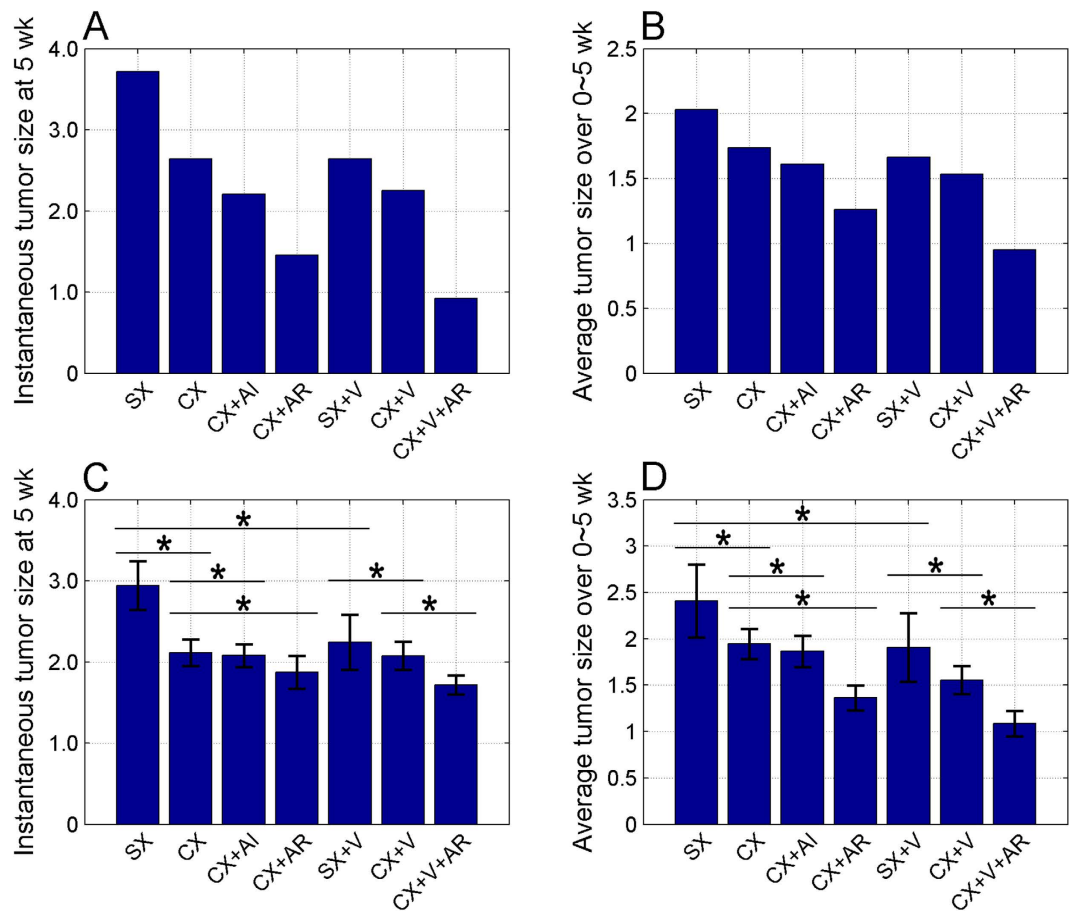 A
Instantaneous tumor size at 5 wk
4.0
3.0
2.0
1.0
0
SX
CX
CX+AI
CX+AR
SX+V
CX+V
CX+V+AR
B
Average tumor size over 0~5 wk
2.5
2
1.5
1
0.5
0
SX
CX
CX+AI
CX+AR
SX+V
CX+V
CX+V+AR
C
Instantaneous tumor size at 5 wk
4.0
3.0
2.0
1.0
0
*
*
*
*
*
*
SX
CX
CX+AI
CX+AR
SX+V
CX+V
CX+V+AR
D
Average tumor size over 0~5 wk
3.5
3
2.5
2
1.5
1
0.5
0
*
*
*
*
*
*
SX
CX
CX+AI
CX+AR
SX+V
CX+V
CX+V+AR